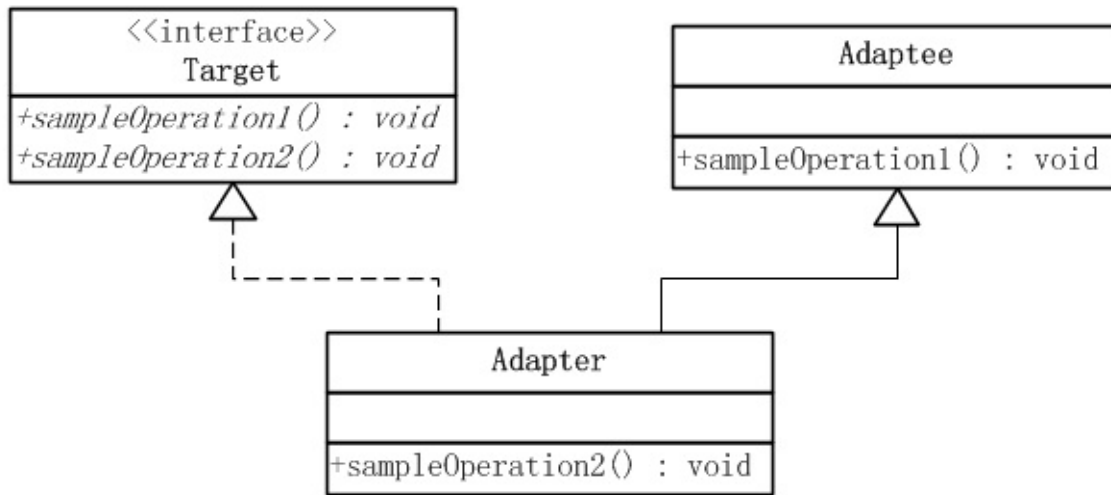 <<interface>>
Target
+sampleOperation1() : void
+sampleOperation2() : void
Adaptee
+sampleOperation1() : void
Adapter
+sampleOperation2() : void